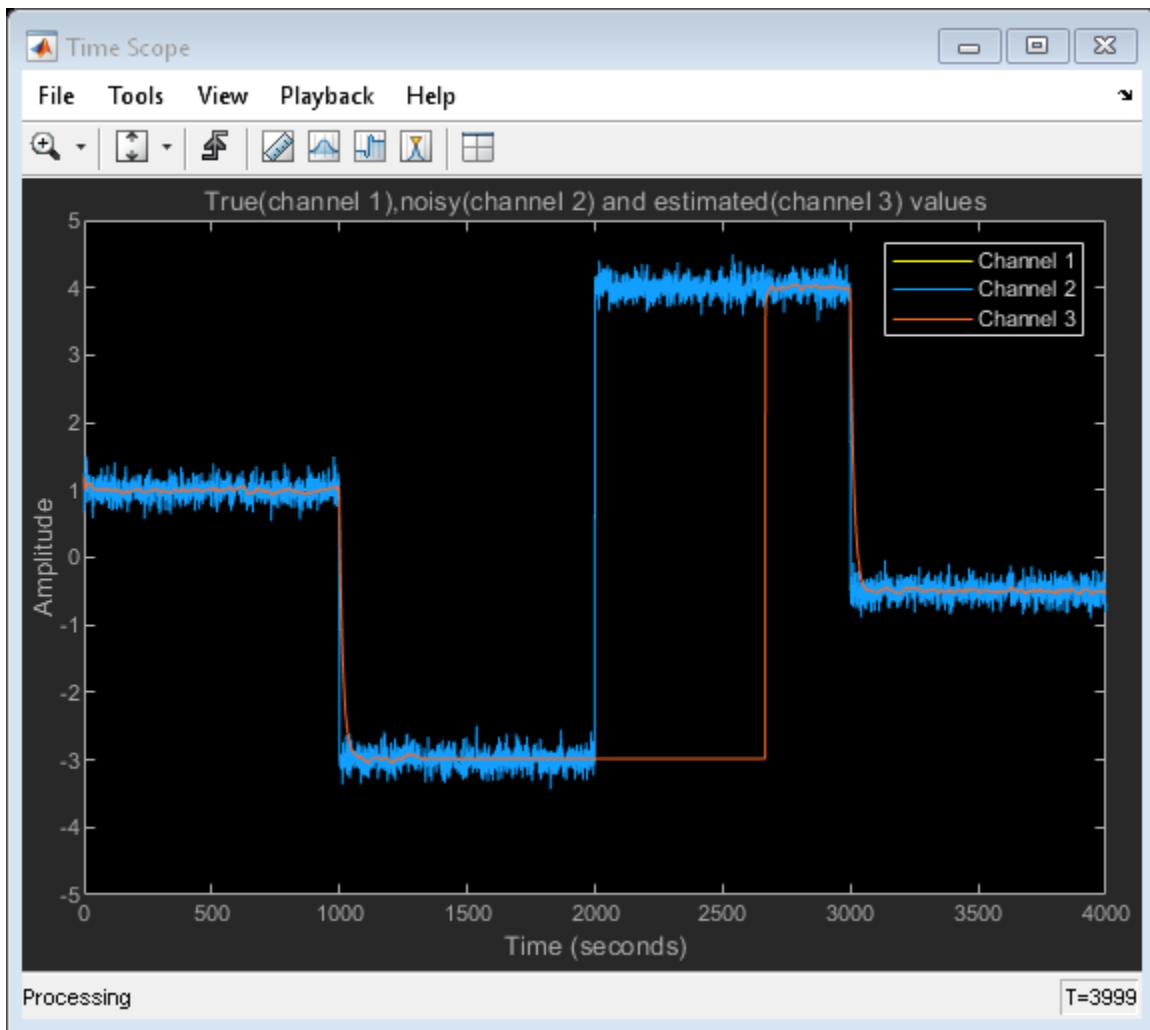 Time Scope
File Tools View Playback Help
True(channel 1),noisy(channel 2) and estimated(channel 3) values
Channel 1
Channel 2
Channel 3
Amplitude
5
4
3
2
1
0
-1
-2
-3
-4
-5
0 500 1000 1500 2000 2500 3000 3500 4000
Time (seconds)
Processing T=3999